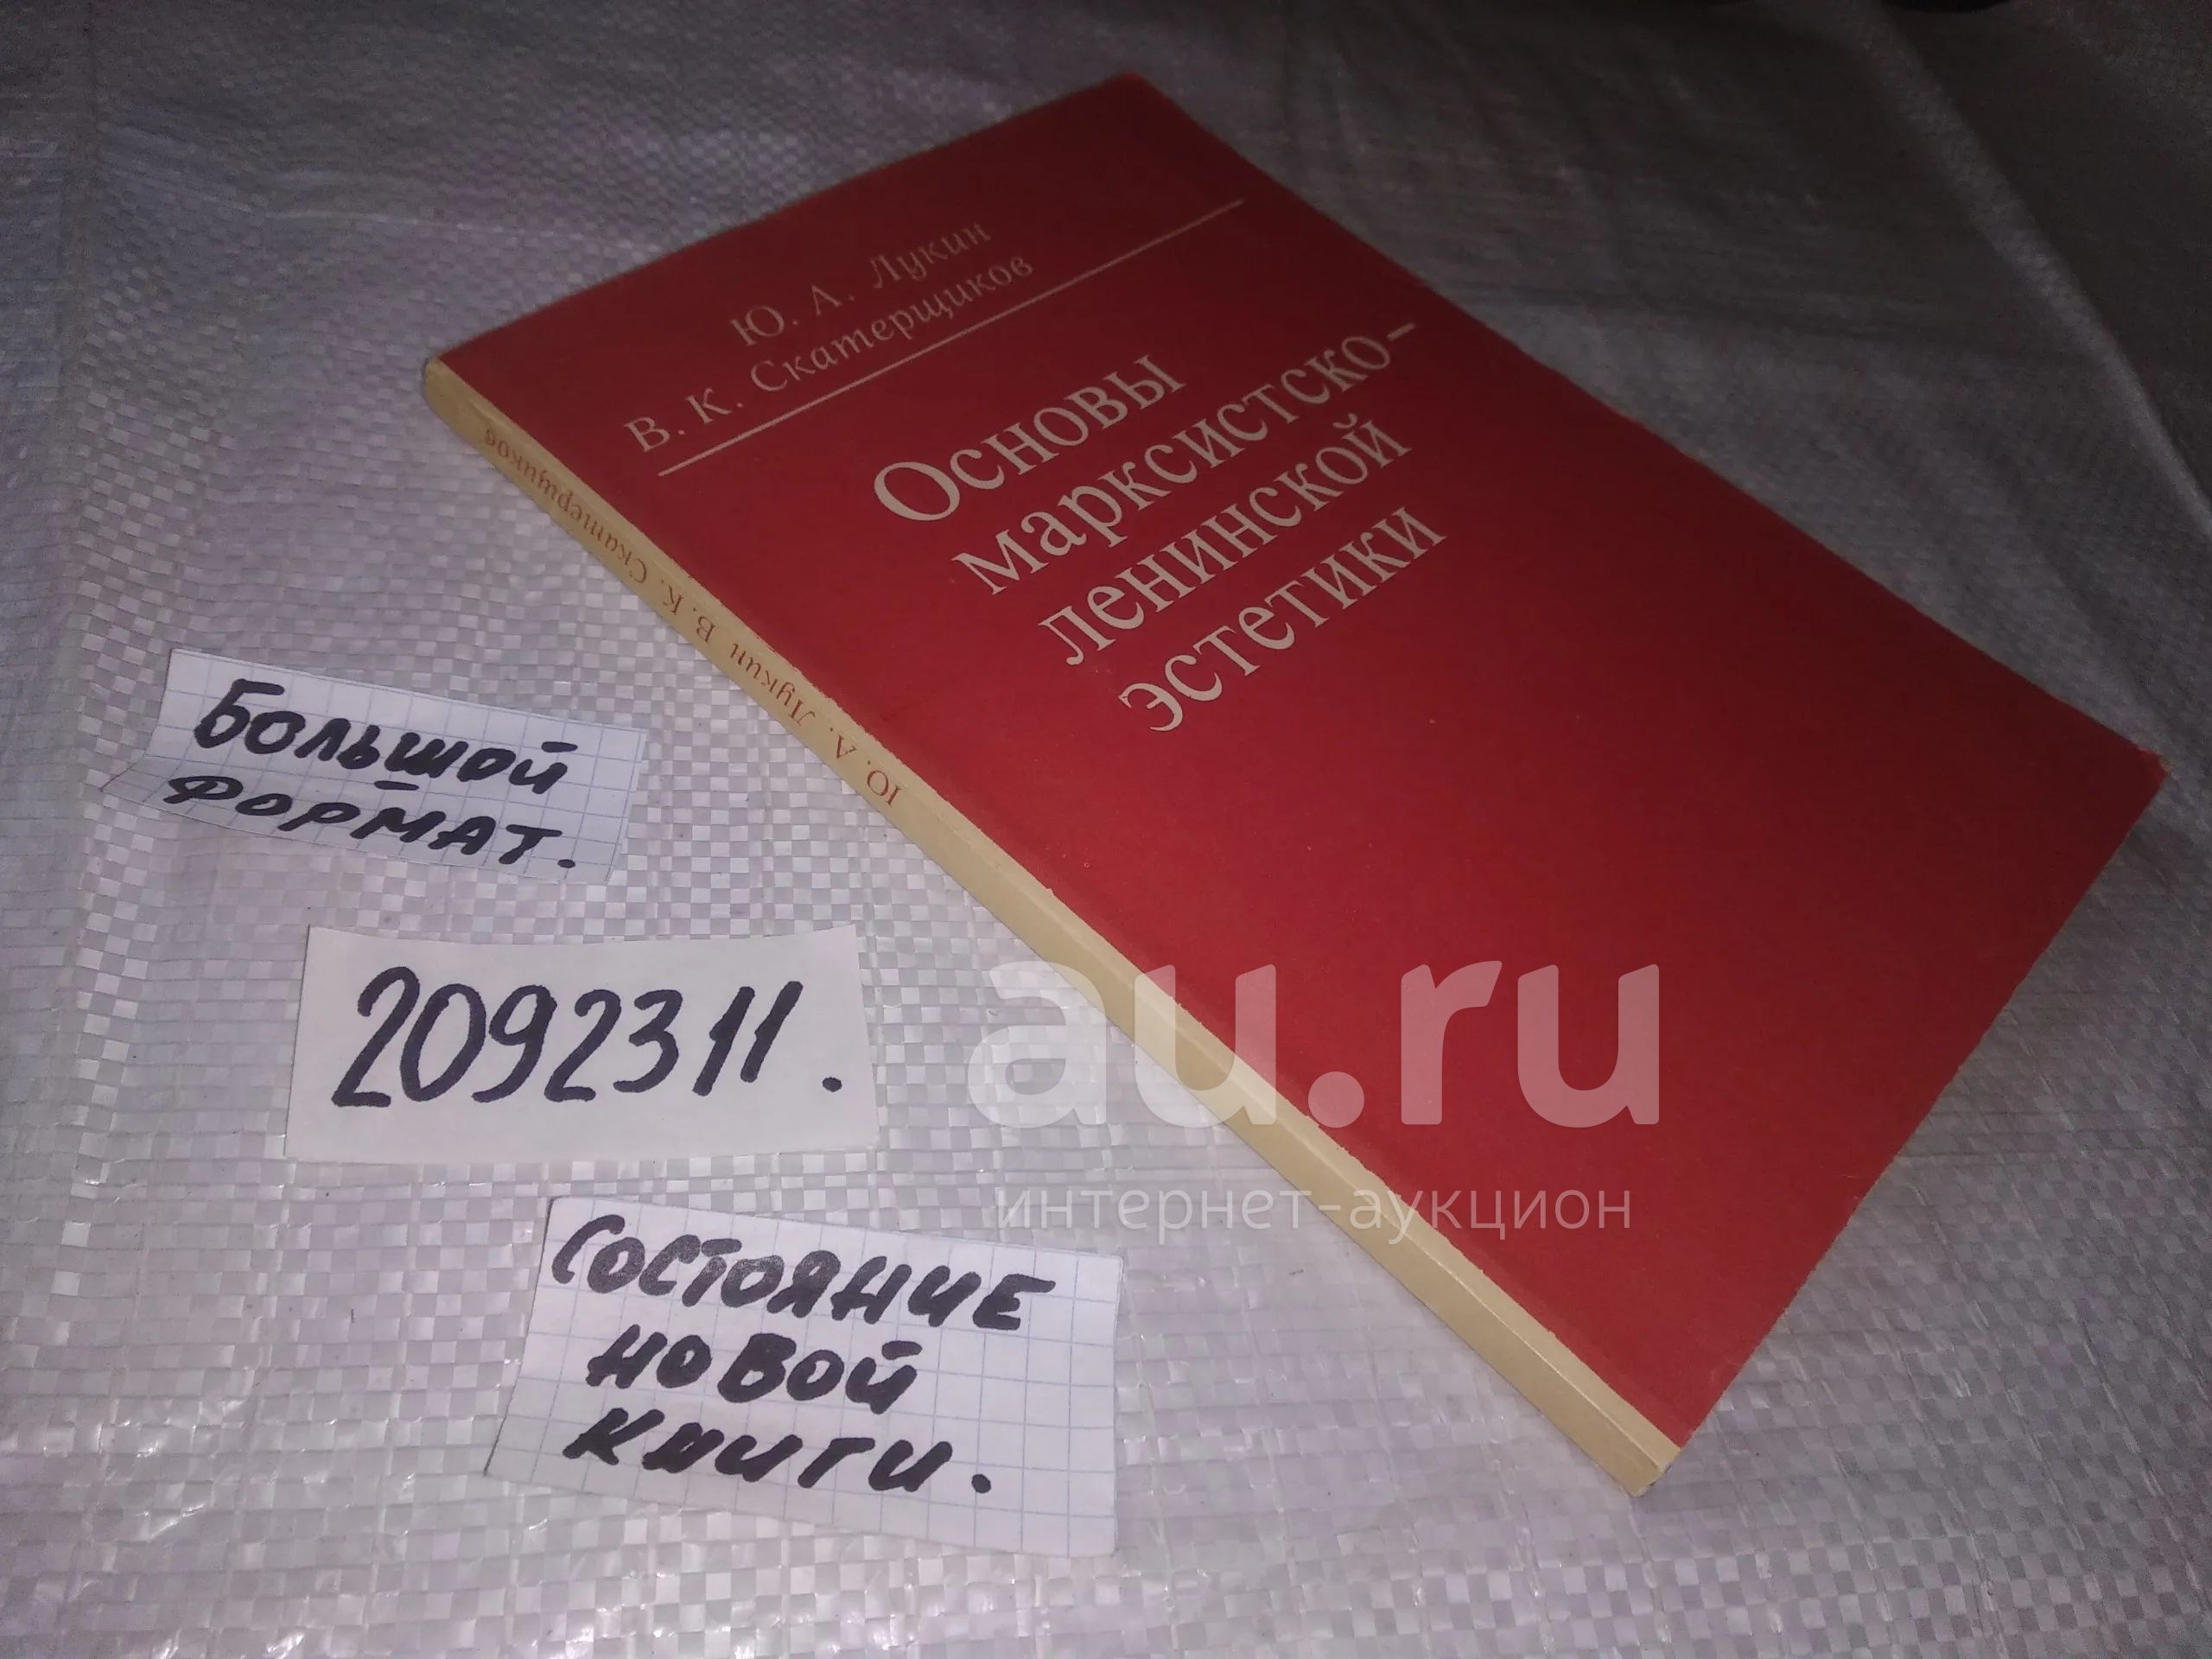 Ю. А. Лукин
В. К. Скатерщиков
Основы
марксистско-
ленинской
эстетики
Ю. А. Лукин В. К. Скатерщиков
Большой
формат.
2092311.
Состояние
новой
книги.
au.ru
интернет-аукцион